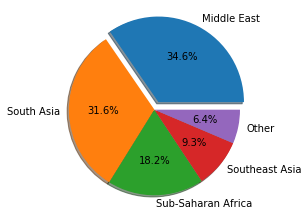 Middle East
34.6%
South Asia
31.6%
6.4%
Other
9.3%
Southeast Asia
18.2%
Sub-Saharan Africa